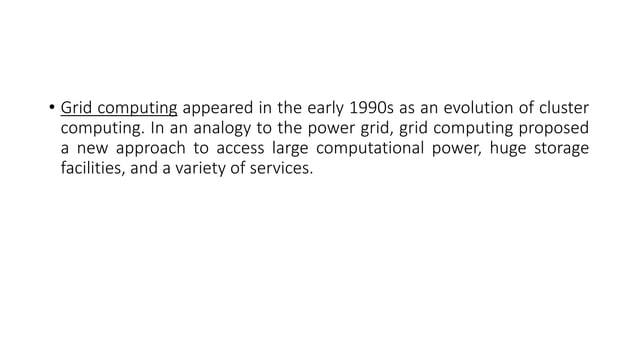 • Grid computing appeared in the early 1990s as an evolution of cluster
computing. In an analogy to the power grid, grid computing proposed
a new approach to access large computational power, huge storage
facilities, and a variety of services.